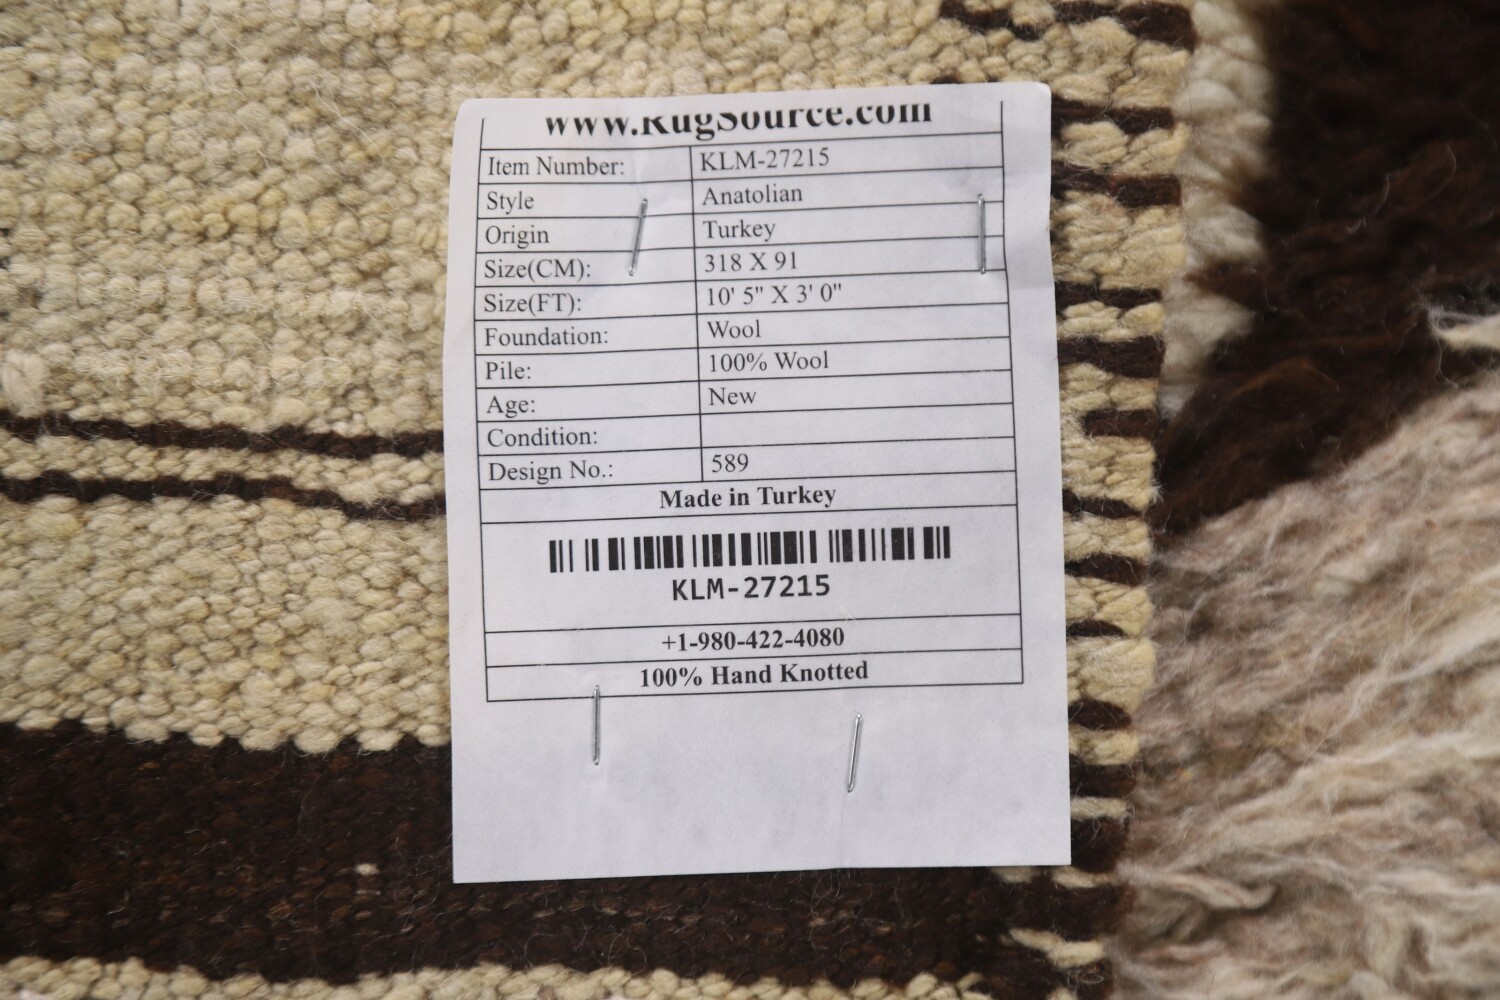 www.RugSource.com
Item Number: KLM-27215
Style Anatolian
Origin Turkey
Size(CM): 318 X 91
Size(FT): 10' 5" X 3' 0"
Foundation: Wool
Pile: 100% Wool
Age: New
Condition:
Design No.: 589
Made in Turkey
KLM-27215
+1-980-422-4080
100% Hand Knotted